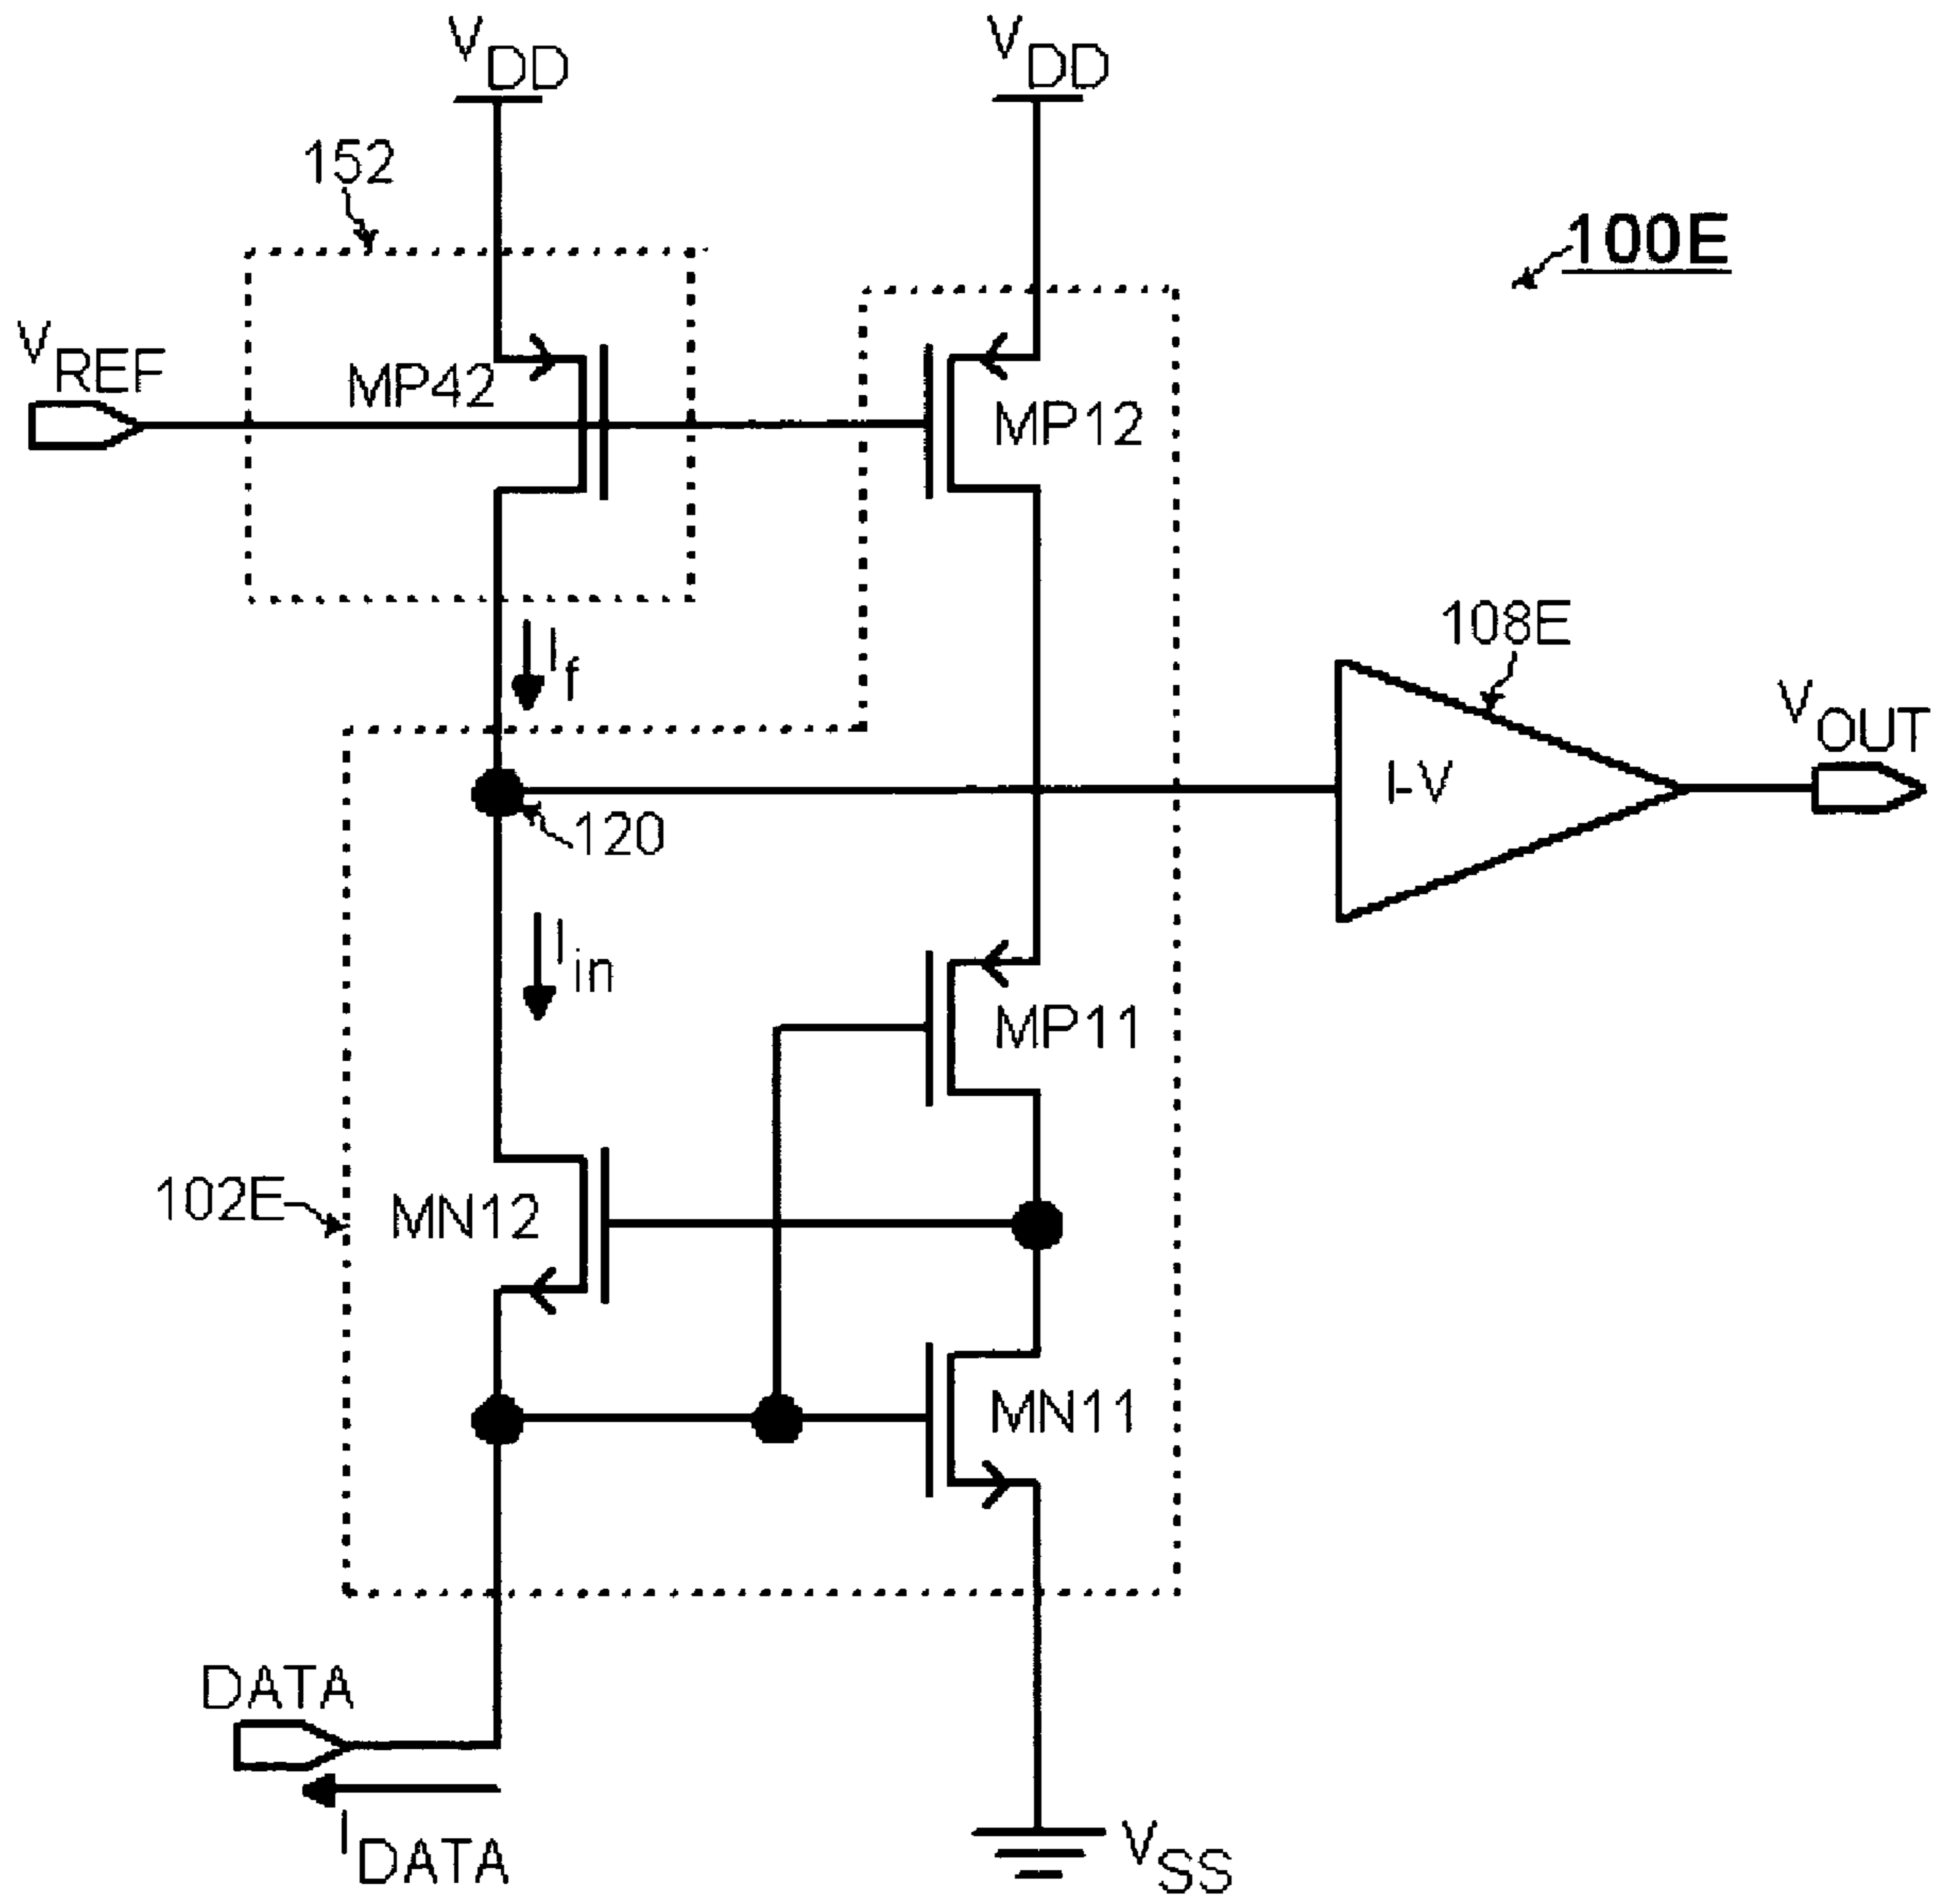 VDD
VDD
152
100E
VREF
MP42
MP12
If
108E
VOUT
I-V
120
Iin
MP11
102E
MN12
MN11
DATA
IDATA
VSS